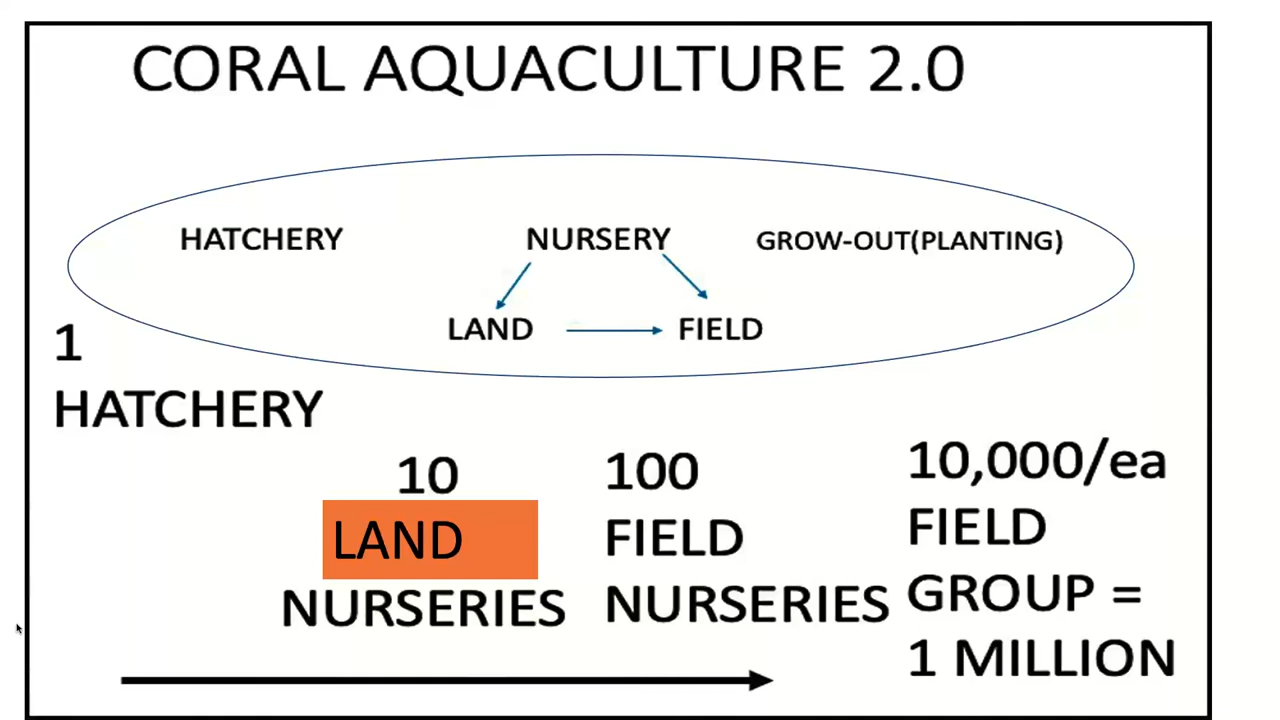 CORAL AQUACULTURE 2.0
HATCHERY
NURSERY
GROW-OUT(PLANTING)
LAND
FIELD
1
HATCHERY
10
LAND
NURSERIES
100
FIELD
NURSERIES
10,000/ea
FIELD
GROUP =
1 MILLION